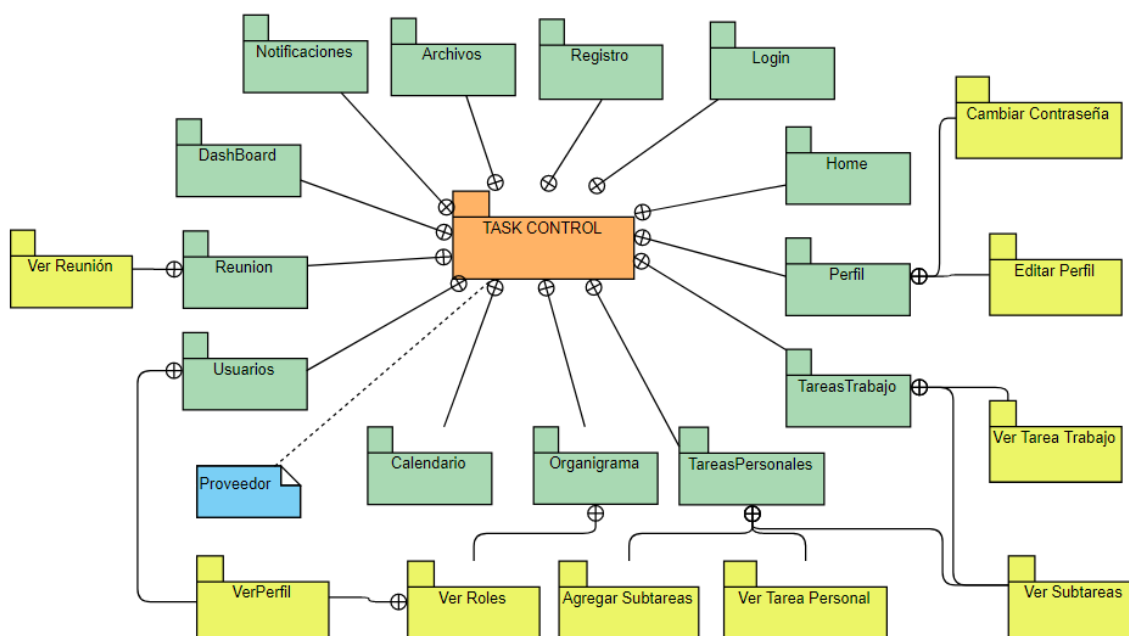 Notificaciones
Archivos
Registro
Login
Cambiar Contraseña
DashBoard
Home
TASK CONTROL
Ver Reunión
Reunion
Perfil
Editar Perfil
Usuarios
TareasTrabajo
Ver Tarea Trabajo
Calendario
Organigrama
TareasPersonales
Proveedor
VerPerfil
Ver Roles
Agregar Subtareas
Ver Tarea Personal
Ver Subtareas